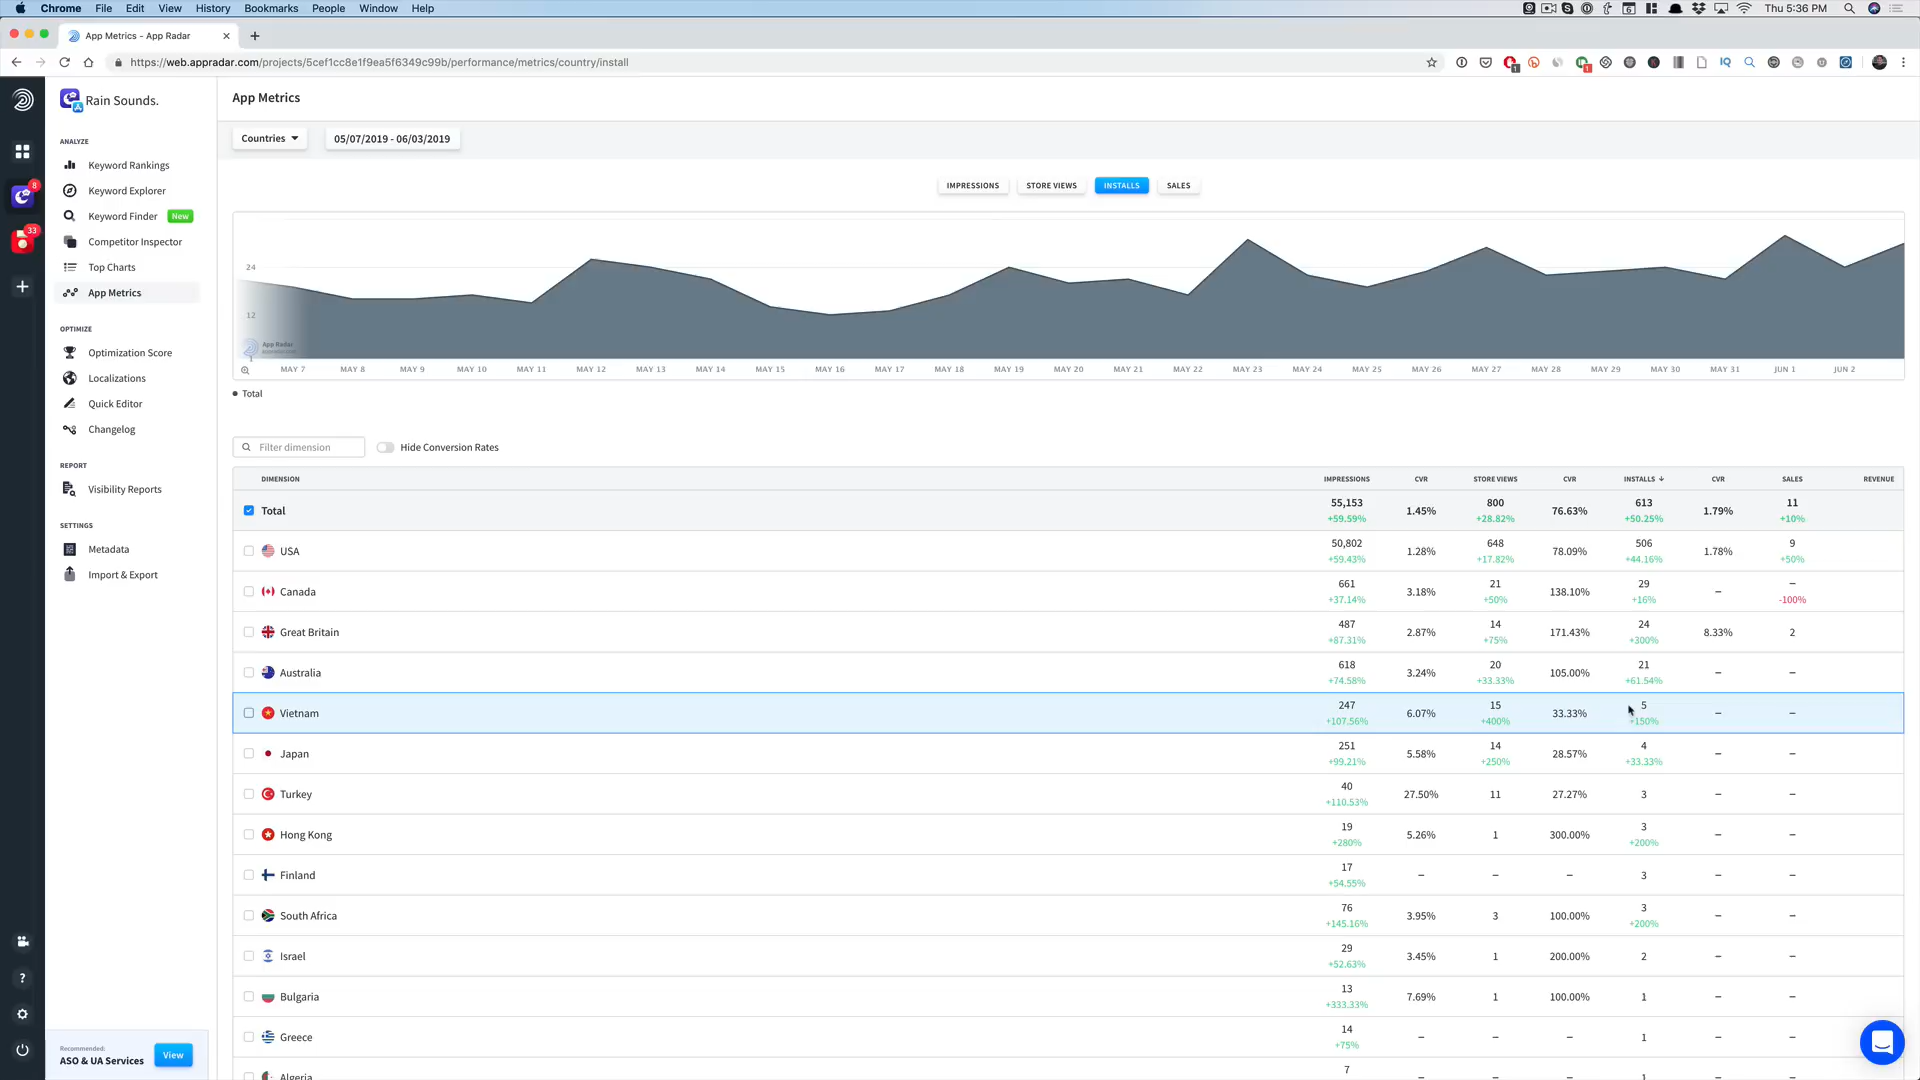 Chrome File Edit View History Bookmarks People Window Help
6
Thu 5:36 PM
App Metrics - App Radar
https://web.appradar.com/projects/5cef1cc8e1f9ea5f6349c99b/performance/metrics/country/install
1
1
IQ
8
33
Rain Sounds.
ANALYZE
Keyword Rankings
Keyword Explorer
Keyword Finder New
Competitor Inspector
Top Charts
App Metrics
OPTIMIZE
Optimization Score
Localizations
Quick Editor
Changelog
REPORT
Visibility Reports
SETTINGS
Metadata
Import & Export
Recommended:
ASO & UA Services
View
App Metrics
Countries
05/07/2019 - 06/03/2019
IMPRESSIONS STORE VIEWS INSTALLS SALES
24
12
App Radar
appradar.com
MAY 7 MAY 8 MAY 9 MAY 10 MAY 11 MAY 12 MAY 13 MAY 14 MAY 15 MAY 16 MAY 17 MAY 18 MAY 19 MAY 20 MAY 21 MAY 22 MAY 23 MAY 24 MAY 25 MAY 26 MAY 27 MAY 28 MAY 29 MAY 30 MAY 31 JUN 1 JUN 2
Total
Filter dimension
Hide Conversion Rates
DIMENSION IMPRESSIONS CVR STORE VIEWS CVR INSTALLS ↓ CVR SALES REVENUE
Total 55,153 1.45% 800 76.63% 613 1.79% 11
+59.59% +28.82% +50.25% +10%
USA 50,802 1.28% 648 78.09% 506 1.78% 9
+59.43% +17.82% +44.16% +50%
Canada 661 3.18% 21 138.10% 29 – –
+37.14% +50% +16% -100%
Great Britain 487 2.87% 14 171.43% 24 8.33% 2
+87.31% +75% +300%
Australia 618 3.24% 20 105.00% 21 – –
+74.58% +33.33% +61.54%
Vietnam 247 6.07% 15 33.33% 5 – –
+107.56% +400% +150%
Japan 251 5.58% 14 28.57% 4 – –
+99.21% +250% +33.33%
Turkey 40 27.50% 11 27.27% 3 – –
+110.53%
Hong Kong 19 5.26% 1 300.00% 3 – –
+280% +200%
Finland 17 – – – 3 – –
+54.55%
South Africa 76 3.95% 3 100.00% 3 – –
+145.16% +200%
Israel 29 3.45% 1 200.00% 2 – –
+52.63%
Bulgaria 13 7.69% 1 100.00% 1 – –
+333.33%
Greece 14 – – – 1 – –
+75%
Algeria 7 – – – 1 – –